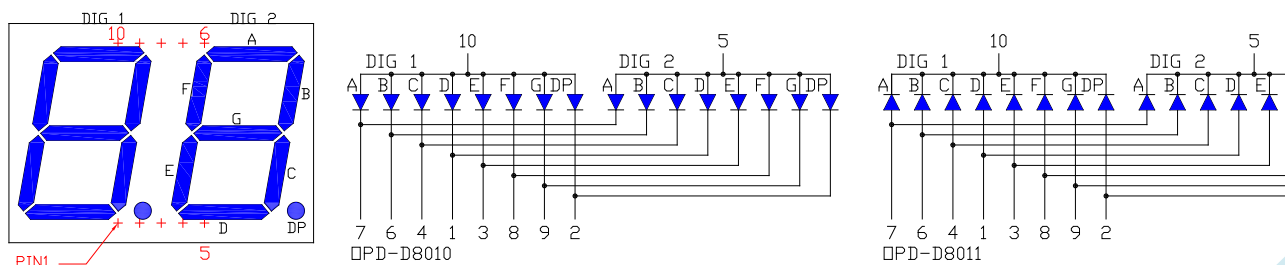 DIG 1 DIG 2
10 6
A
F B
G
E C
D DP
5
PIN1
10 5
DIG 1 DIG 2
A B C D E F G DP A B C D E F G DP
7 6 4 1 3 8 9 2
OPD-D8010
10 5
DIG 1 DIG 2
A B C D E F G DP A B C D E
7 6 4 1 3 8 9 2
OPD-D8011